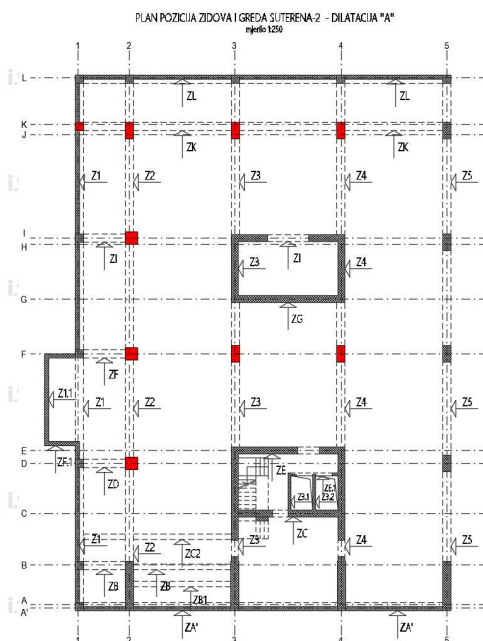 PLAN POZICIJA ZIDOVA I GREDA SUTERENA-2 - DILATACIJA "A"
mjerilo 1:250
1 2 3 4 5
L
ZL ZL
K
J
ZK ZK
Z1 Z2 Z3 Z4 Z5
I
H
ZI ZI
Z3 Z4
G
ZG
F
ZF
Z1.1 Z1 Z2 Z3 Z4 Z5
E
ZF.1 ZE
D
ZD ZE.1
Z3.1 Z3.2
C
ZC
Z1 Z2 ZC2 Z3 Z4 Z5
B
ZB ZB
ZB1
A
A'
ZA' ZA'
1 2 3 4 5